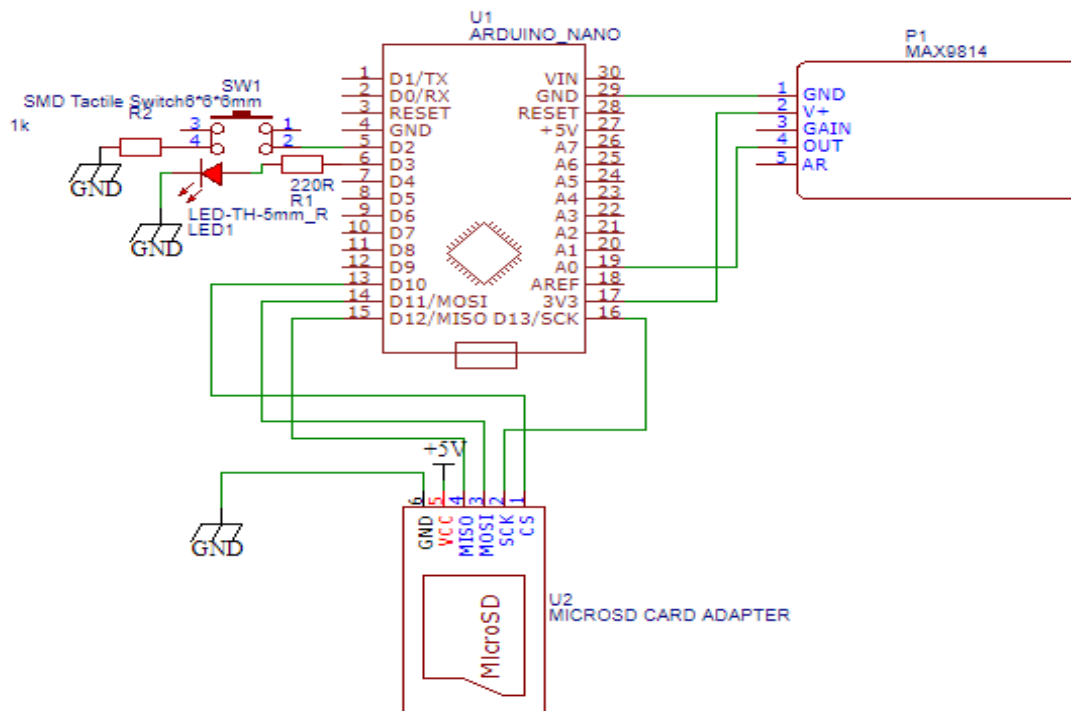 U1
ARDUINO_NANO
P1
MAX9814
1 D1/TX VIN 30
2 D0/RX GND 29
3 RESET RESET 28
4 GND +5V 27
5 D2 A7 26
6 D3 A6 25
7 D4 A5 24
8 D5 A4 23
9 D6 A3 22
10 D7 A2 21
11 D8 A1 20
12 D9 A0 19
13 D10 AREF 18
14 D11/MOSI 3V3 17
15 D12/MISO D13/SCK 16
1 GND
2 V+
3 GAIN
4 OUT
5 AR
SW1
SMD Tactile Switch6*6*6mm
R2
1k
3 1
4 2
GND
220R
R1
LED-TH-5mm_R
LED1
GND
+5V
GND
6 5 4 3 2 1
GND VCC MISO MOSI SCK CS
MicroSD
U2
MICROSD CARD ADAPTER